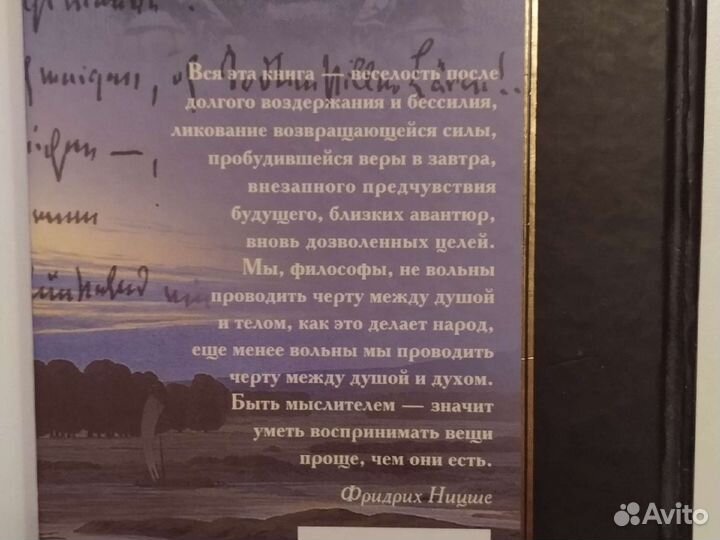 Вся эта книга — веселость после
долгого воздержания и бессилия,
ликование возвращающейся силы,
пробудившейся веры в завтра,
внезапного предчувствия
будущего, близких авантюр,
вновь дозволенных целей.
Мы, философы, не вольны
проводить черту между душой
и телом, как это делает народ,
еще менее вольны мы проводить
черту между душой и духом.
Быть мыслителем — значит
уметь воспринимать вещи
проще, чем они есть.
Фридрих Ницше
Avito